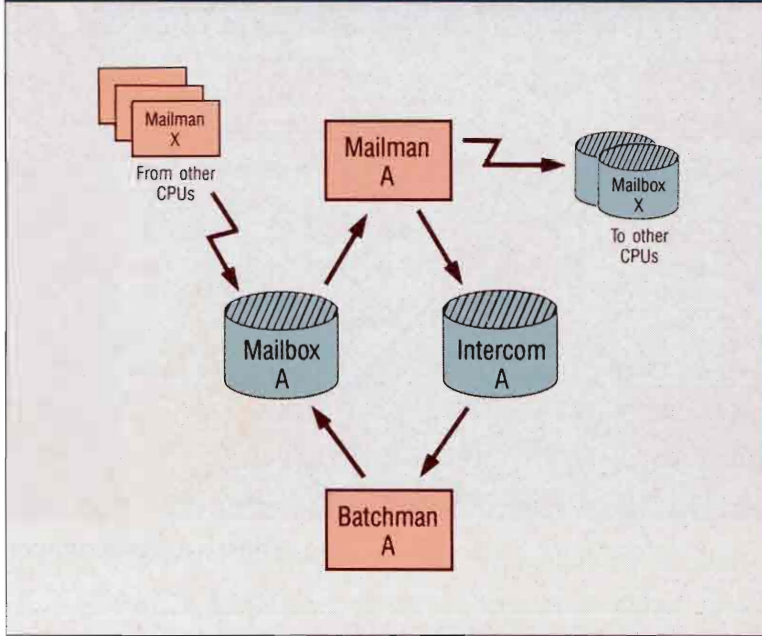 Mailman
X
From other
CPUs
Mailman
A
Mailbox
X
To other
CPUs
Mailbox
A
Intercom
A
Batchman
A